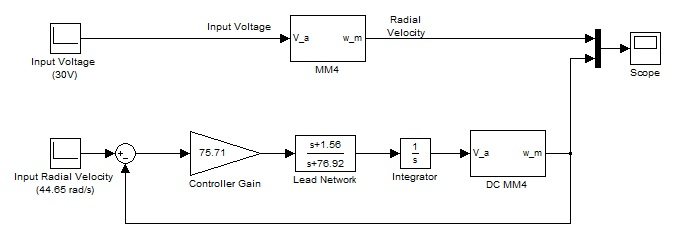 Input Voltage
Radial
Velocity
V_a
w_m
Input Voltage
(30V)
MM4
Scope
+
-
75.71
s+1.56
s+76.92
1
s
V_a
w_m
Input Radial Velocity
(44.65 rad/s)
Controller Gain
Lead Network
Integrator
DC MM4